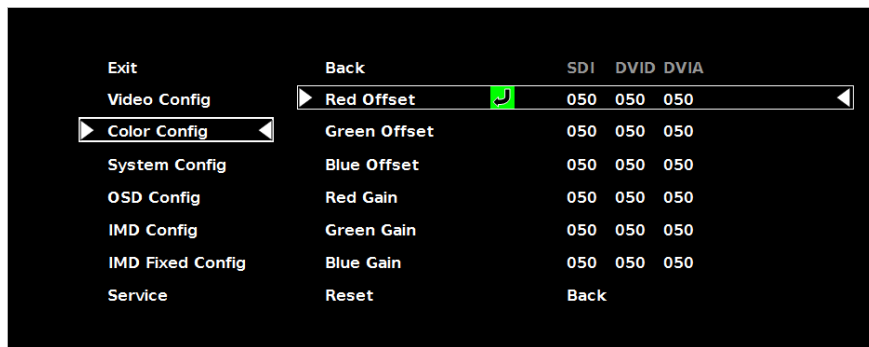 Exit Back SDI DVID DVIA
Video Config Red Offset 050 050 050
Color Config Green Offset 050 050 050
System Config Blue Offset 050 050 050
OSD Config Red Gain 050 050 050
IMD Config Green Gain 050 050 050
IMD Fixed Config Blue Gain 050 050 050
Service Reset Back